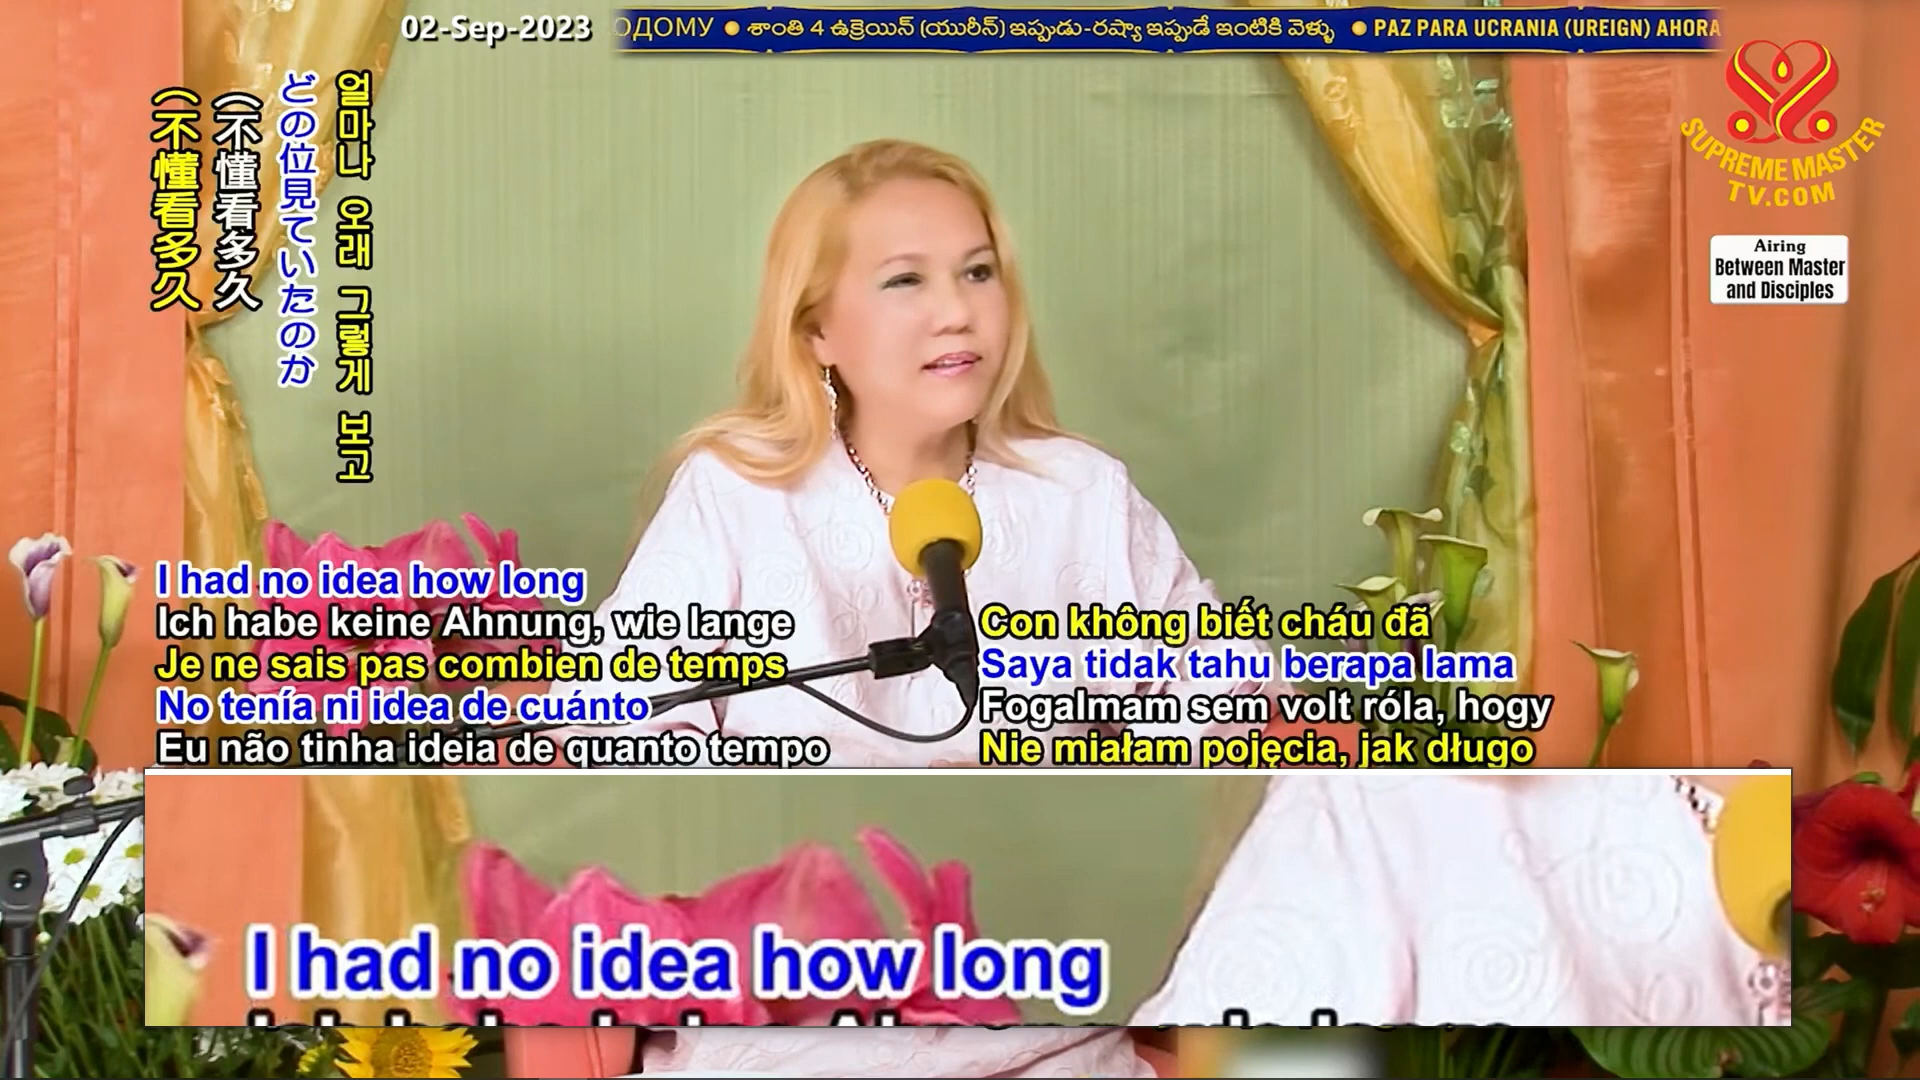 02-Sep-2023
ОДОМУ ● శాంతి 4 ఉక్రెయిన్ (యురీన్) ఇప్పుడు-రష్యా ఇప్పుడే ఇంటికి వెళ్ళు ● PAZ PARA UCRANIA (UREIGN) AHORA
SUPREME MASTER
TV.COM
Airing
Between Master
and Disciples
얼마나 오래 그렇게 보고
どの位見ていたのか
(不懂看多久
(不懂看多久
I had no idea how long
Ich habe keine Ahnung, wie lange
Je ne sais pas combien de temps
No tenía ni idea de cuánto
Eu não tinha ideia de quanto tempo
Con không biết cháu đã
Saya tidak tahu berapa lama
Fogalmam sem volt róla, hogy
Nie miałam pojęcia, jak długo
I had no idea how long